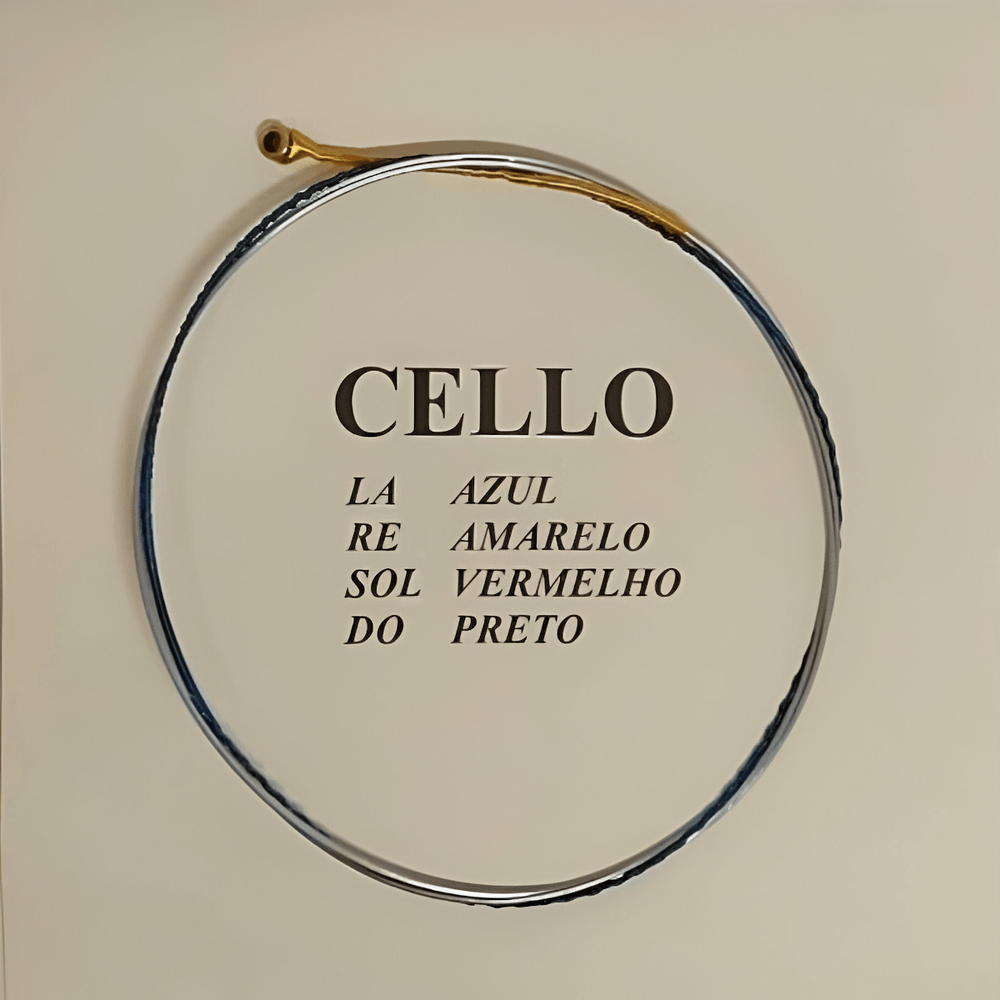 CELLO
LA AZUL
RE AMARELO
SOL VERMELHO
DO PRETO